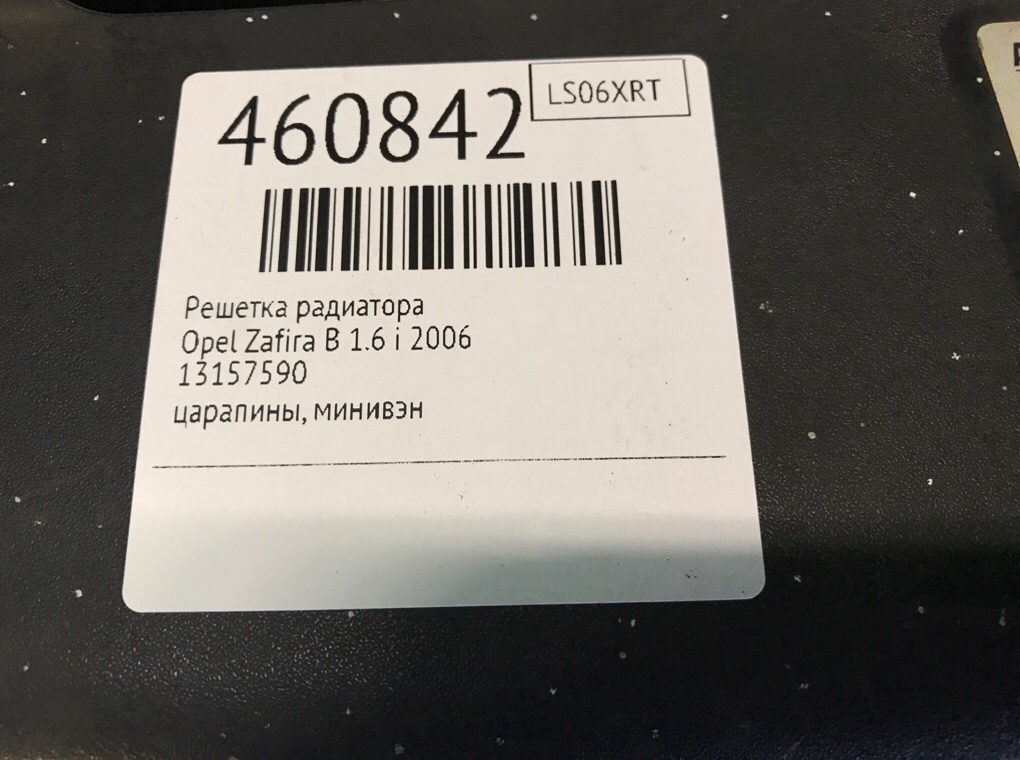 460842
LS06XRT
Решетка радиатора
Opel Zafira B 1.6 i 2006
13157590
царапины, минивэн